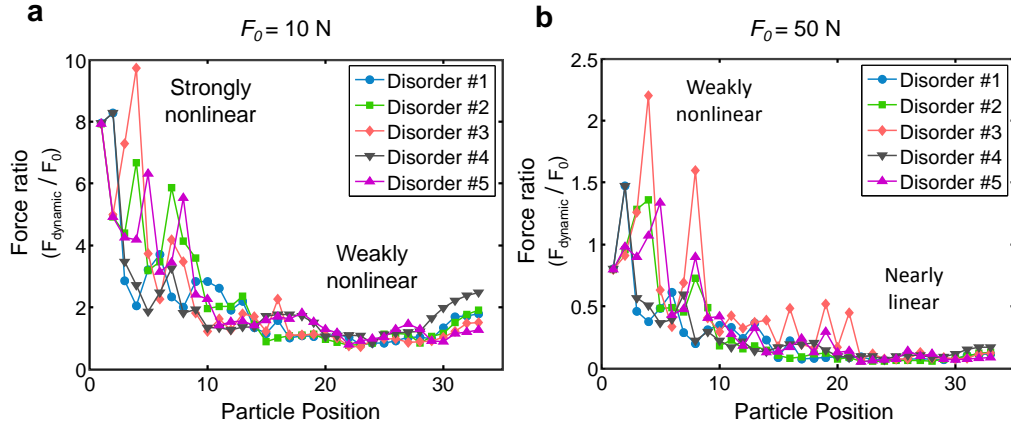 a
F₀ = 10 N
Force ratio
(F_dynamic / F₀)
10
8
6
4
2
0
0
10
20
30
Particle Position
Strongly
nonlinear
Weakly
nonlinear
Disorder #1
Disorder #2
Disorder #3
Disorder #4
Disorder #5
b
F₀ = 50 N
Force ratio
(F_dynamic / F₀)
2.5
2
1.5
1
0.5
0
0
10
20
30
Particle Position
Weakly
nonlinear
Nearly
linear
Disorder #1
Disorder #2
Disorder #3
Disorder #4
Disorder #5